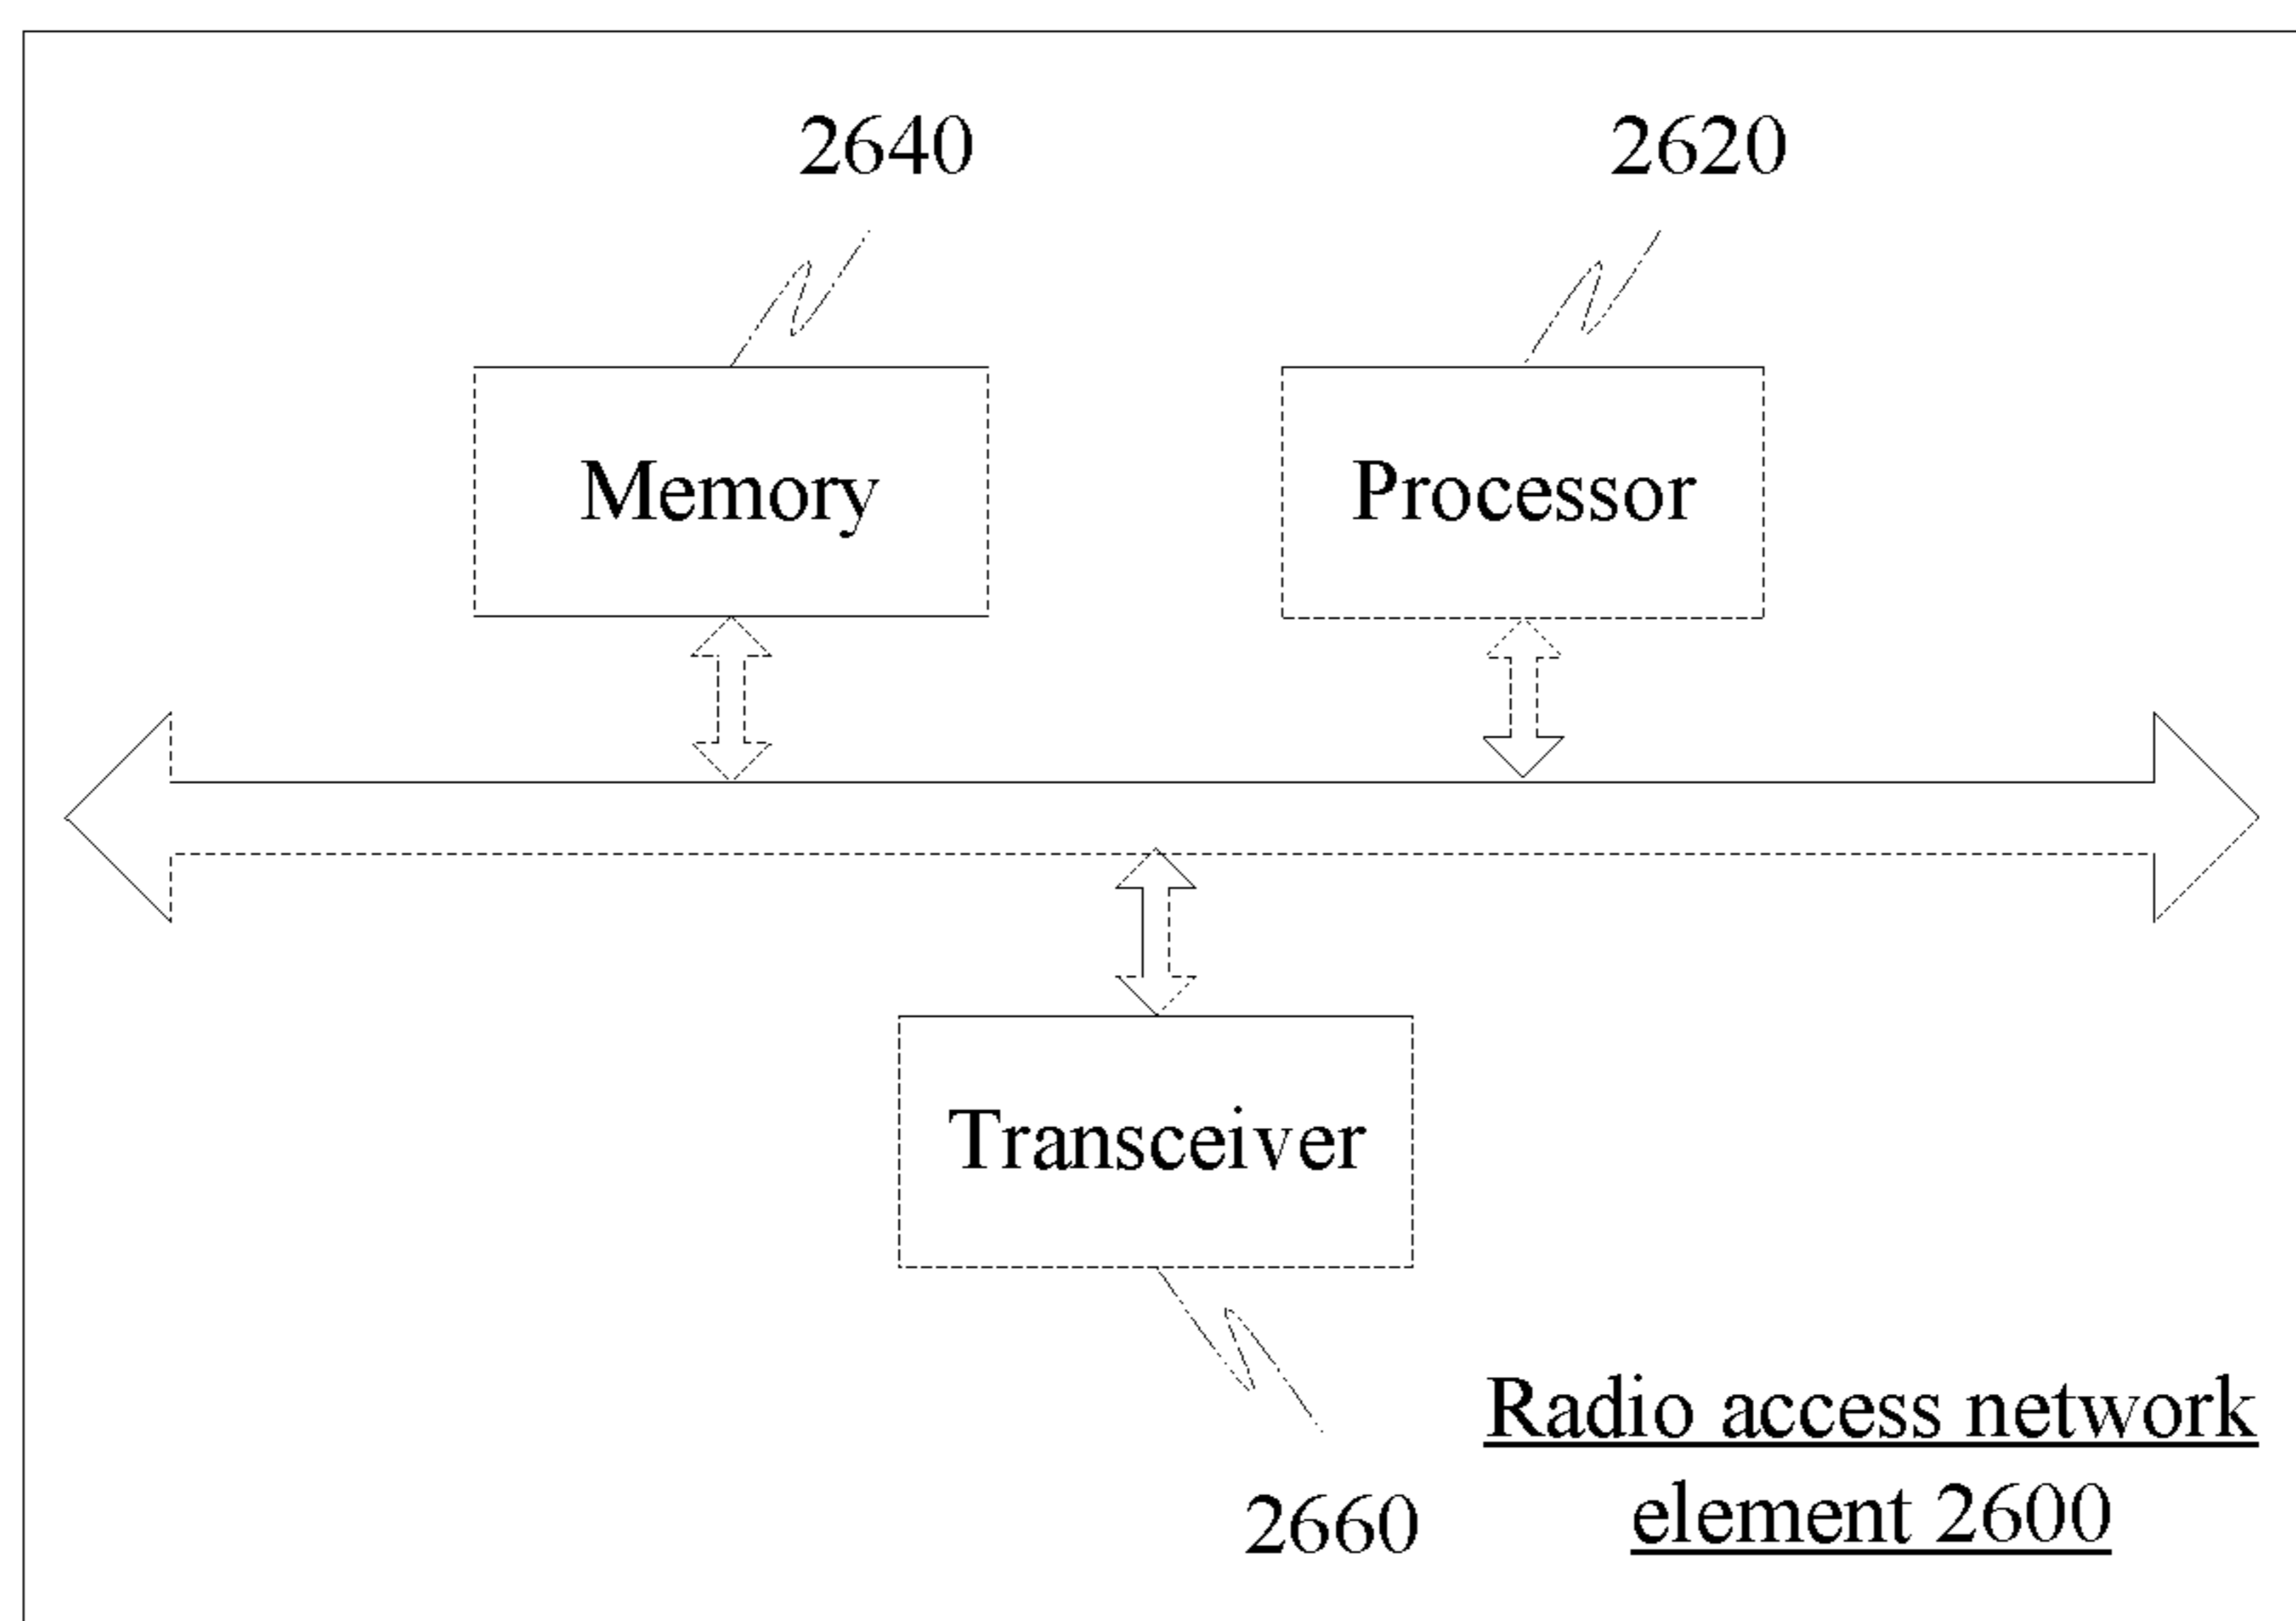 2640
2620
Memory
Processor
Transceiver
2660
Radio access network
element 2600